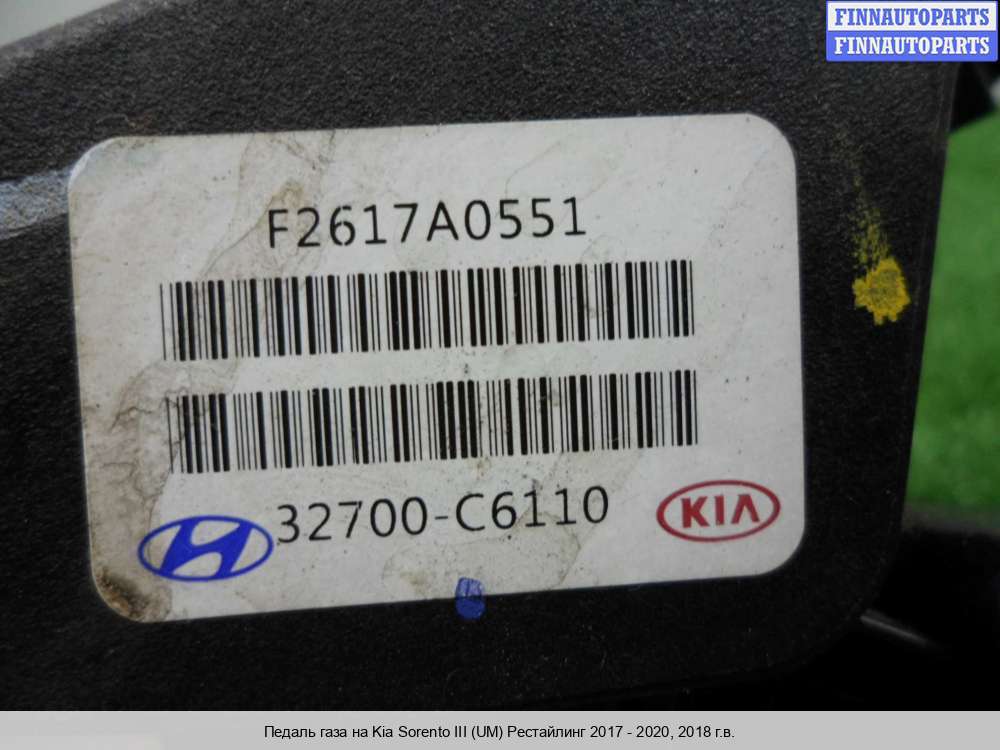 FINNAUTOPARTS
FINNAUTOPARTS
F2617A0551
32700-C6110
KIA
Педаль газа на Kia Sorento III (UM) Рестайлинг 2017 - 2020, 2018 г.в.